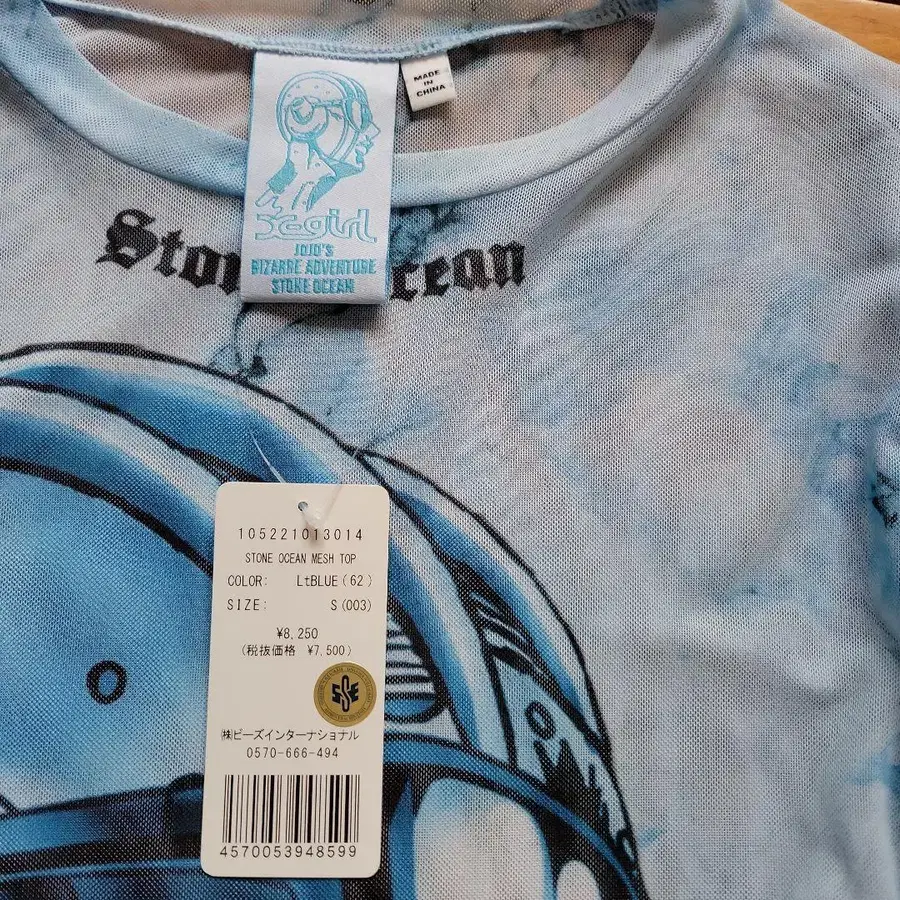 MADE
IN
CHINA
X-girl
JOJO'S
BIZARRE ADVENTURE
STONE OCEAN
Sto cean
105221013014
STONE OCEAN MESH TOP
COLOR: LtBLUE(62)
SIZE: S(003)
¥8,250
(税抜価格 ¥7,500)
SSE
㈱ビーズインターナショナル
0570-666-494
4570053948599